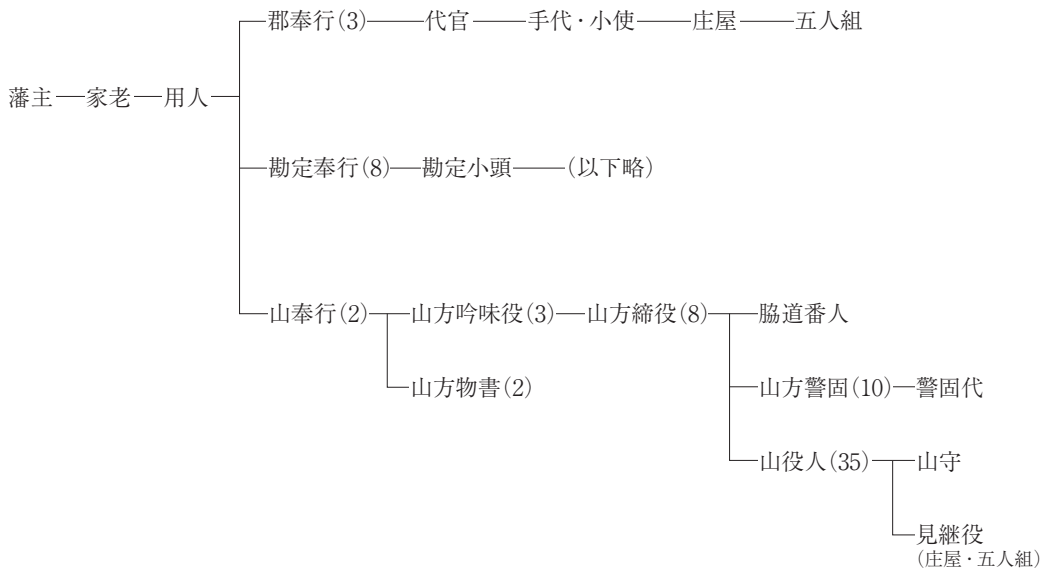 郡奉行(3) 代官 手代・小使 庄屋 五人組
藩主 家老 用人
勘定奉行(8) 勘定小頭 (以下略)
山奉行(2) 山方吟味役(3) 山方締役(8) 脇道番人
山方物書(2) 山方警固(10) 警固代
山役人(35) 山守
見継役
(庄屋・五人組)